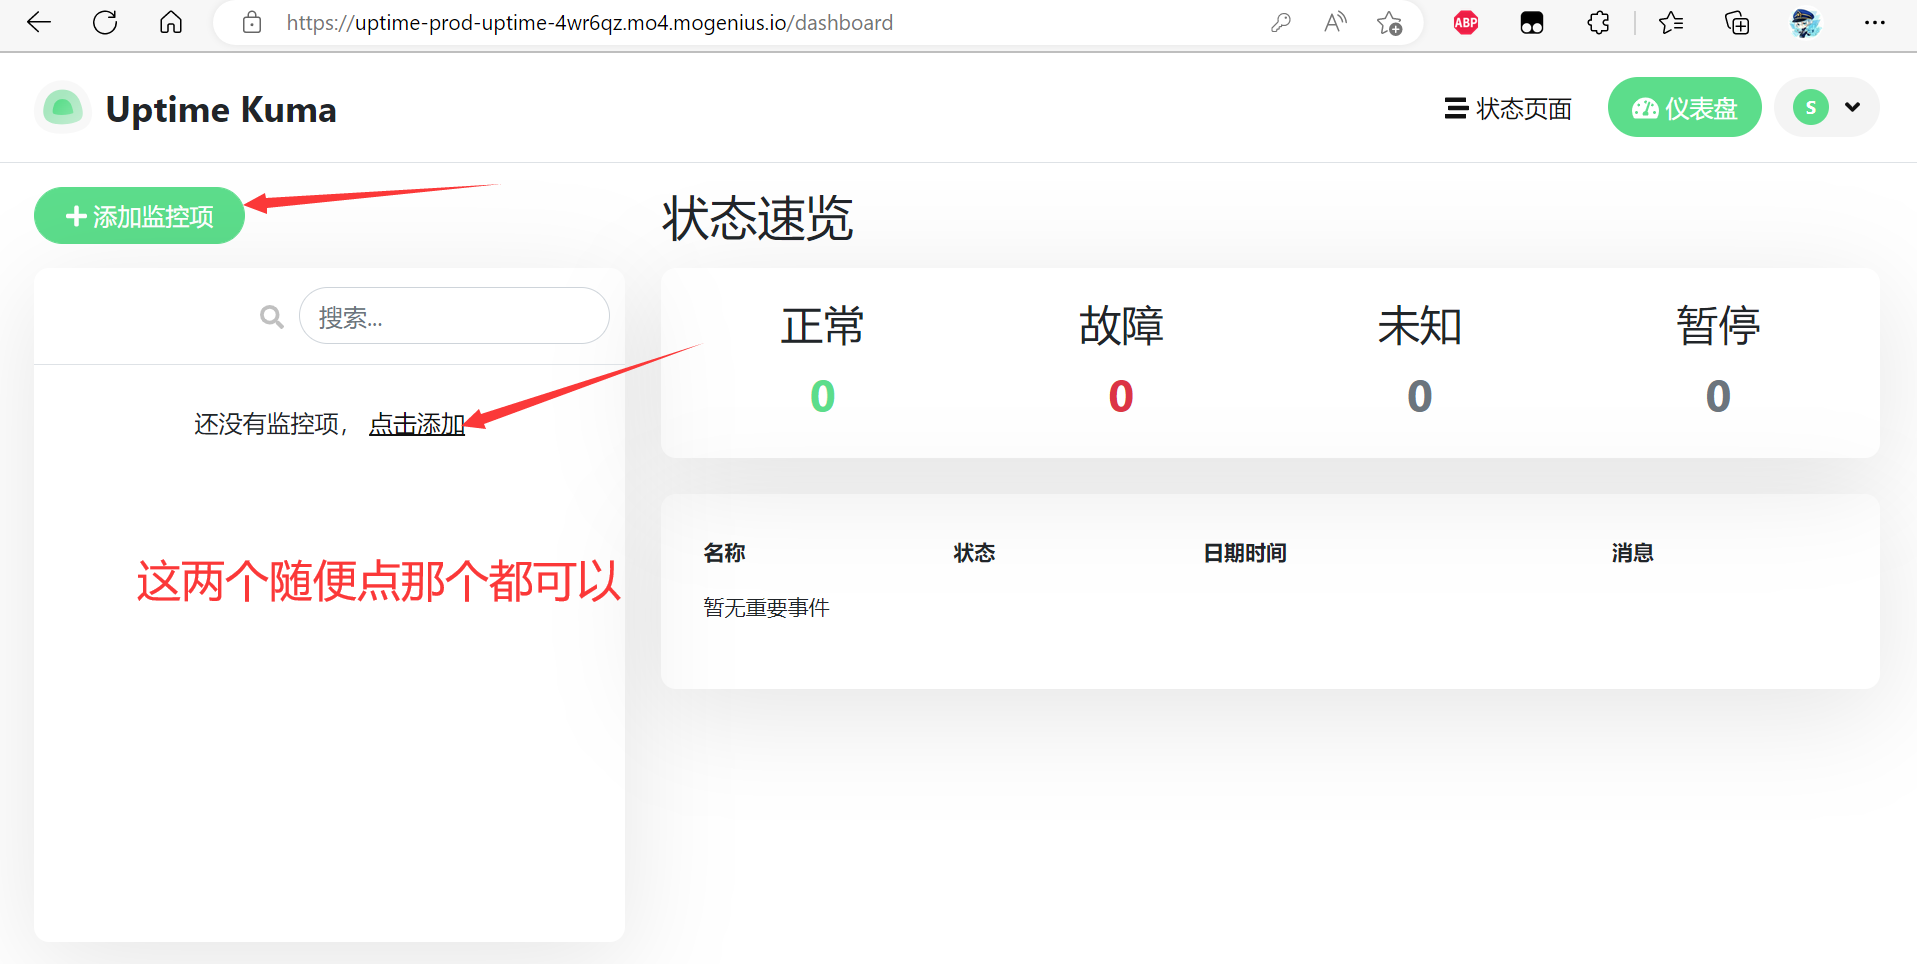 https://uptime-prod-uptime-4wr6qz.mo4.mogenius.io/dashboard
ABP
Uptime Kuma
状态页面
仪表盘
S
添加监控项
状态速览
搜索...
正常
故障
未知
暂停
0
0
0
0
还没有监控项， 点击添加
这两个随便点那个都可以
名称
状态
日期时间
消息
暂无重要事件